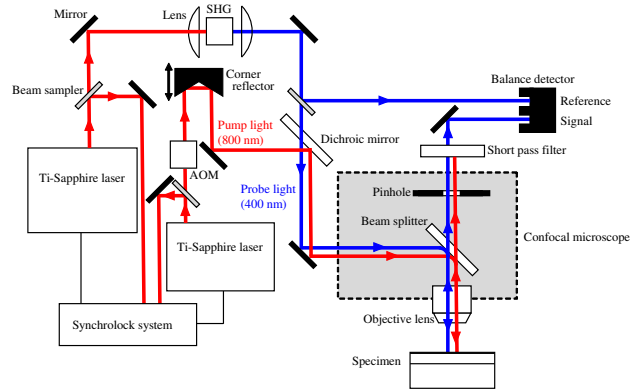 SHG
Lens
Mirror
Corner
reflector
Balance detector
Reference
Signal
Beam sampler
Pump light
(800 nm)
Dichroic mirror
Short pass filter
AOM
Ti-Sapphire laser
Probe light
(400 nm)
Pinhole
Beam splitter
Confocal microscope
Ti-Sapphire laser
Objective lens
Synchrolock system
Specimen